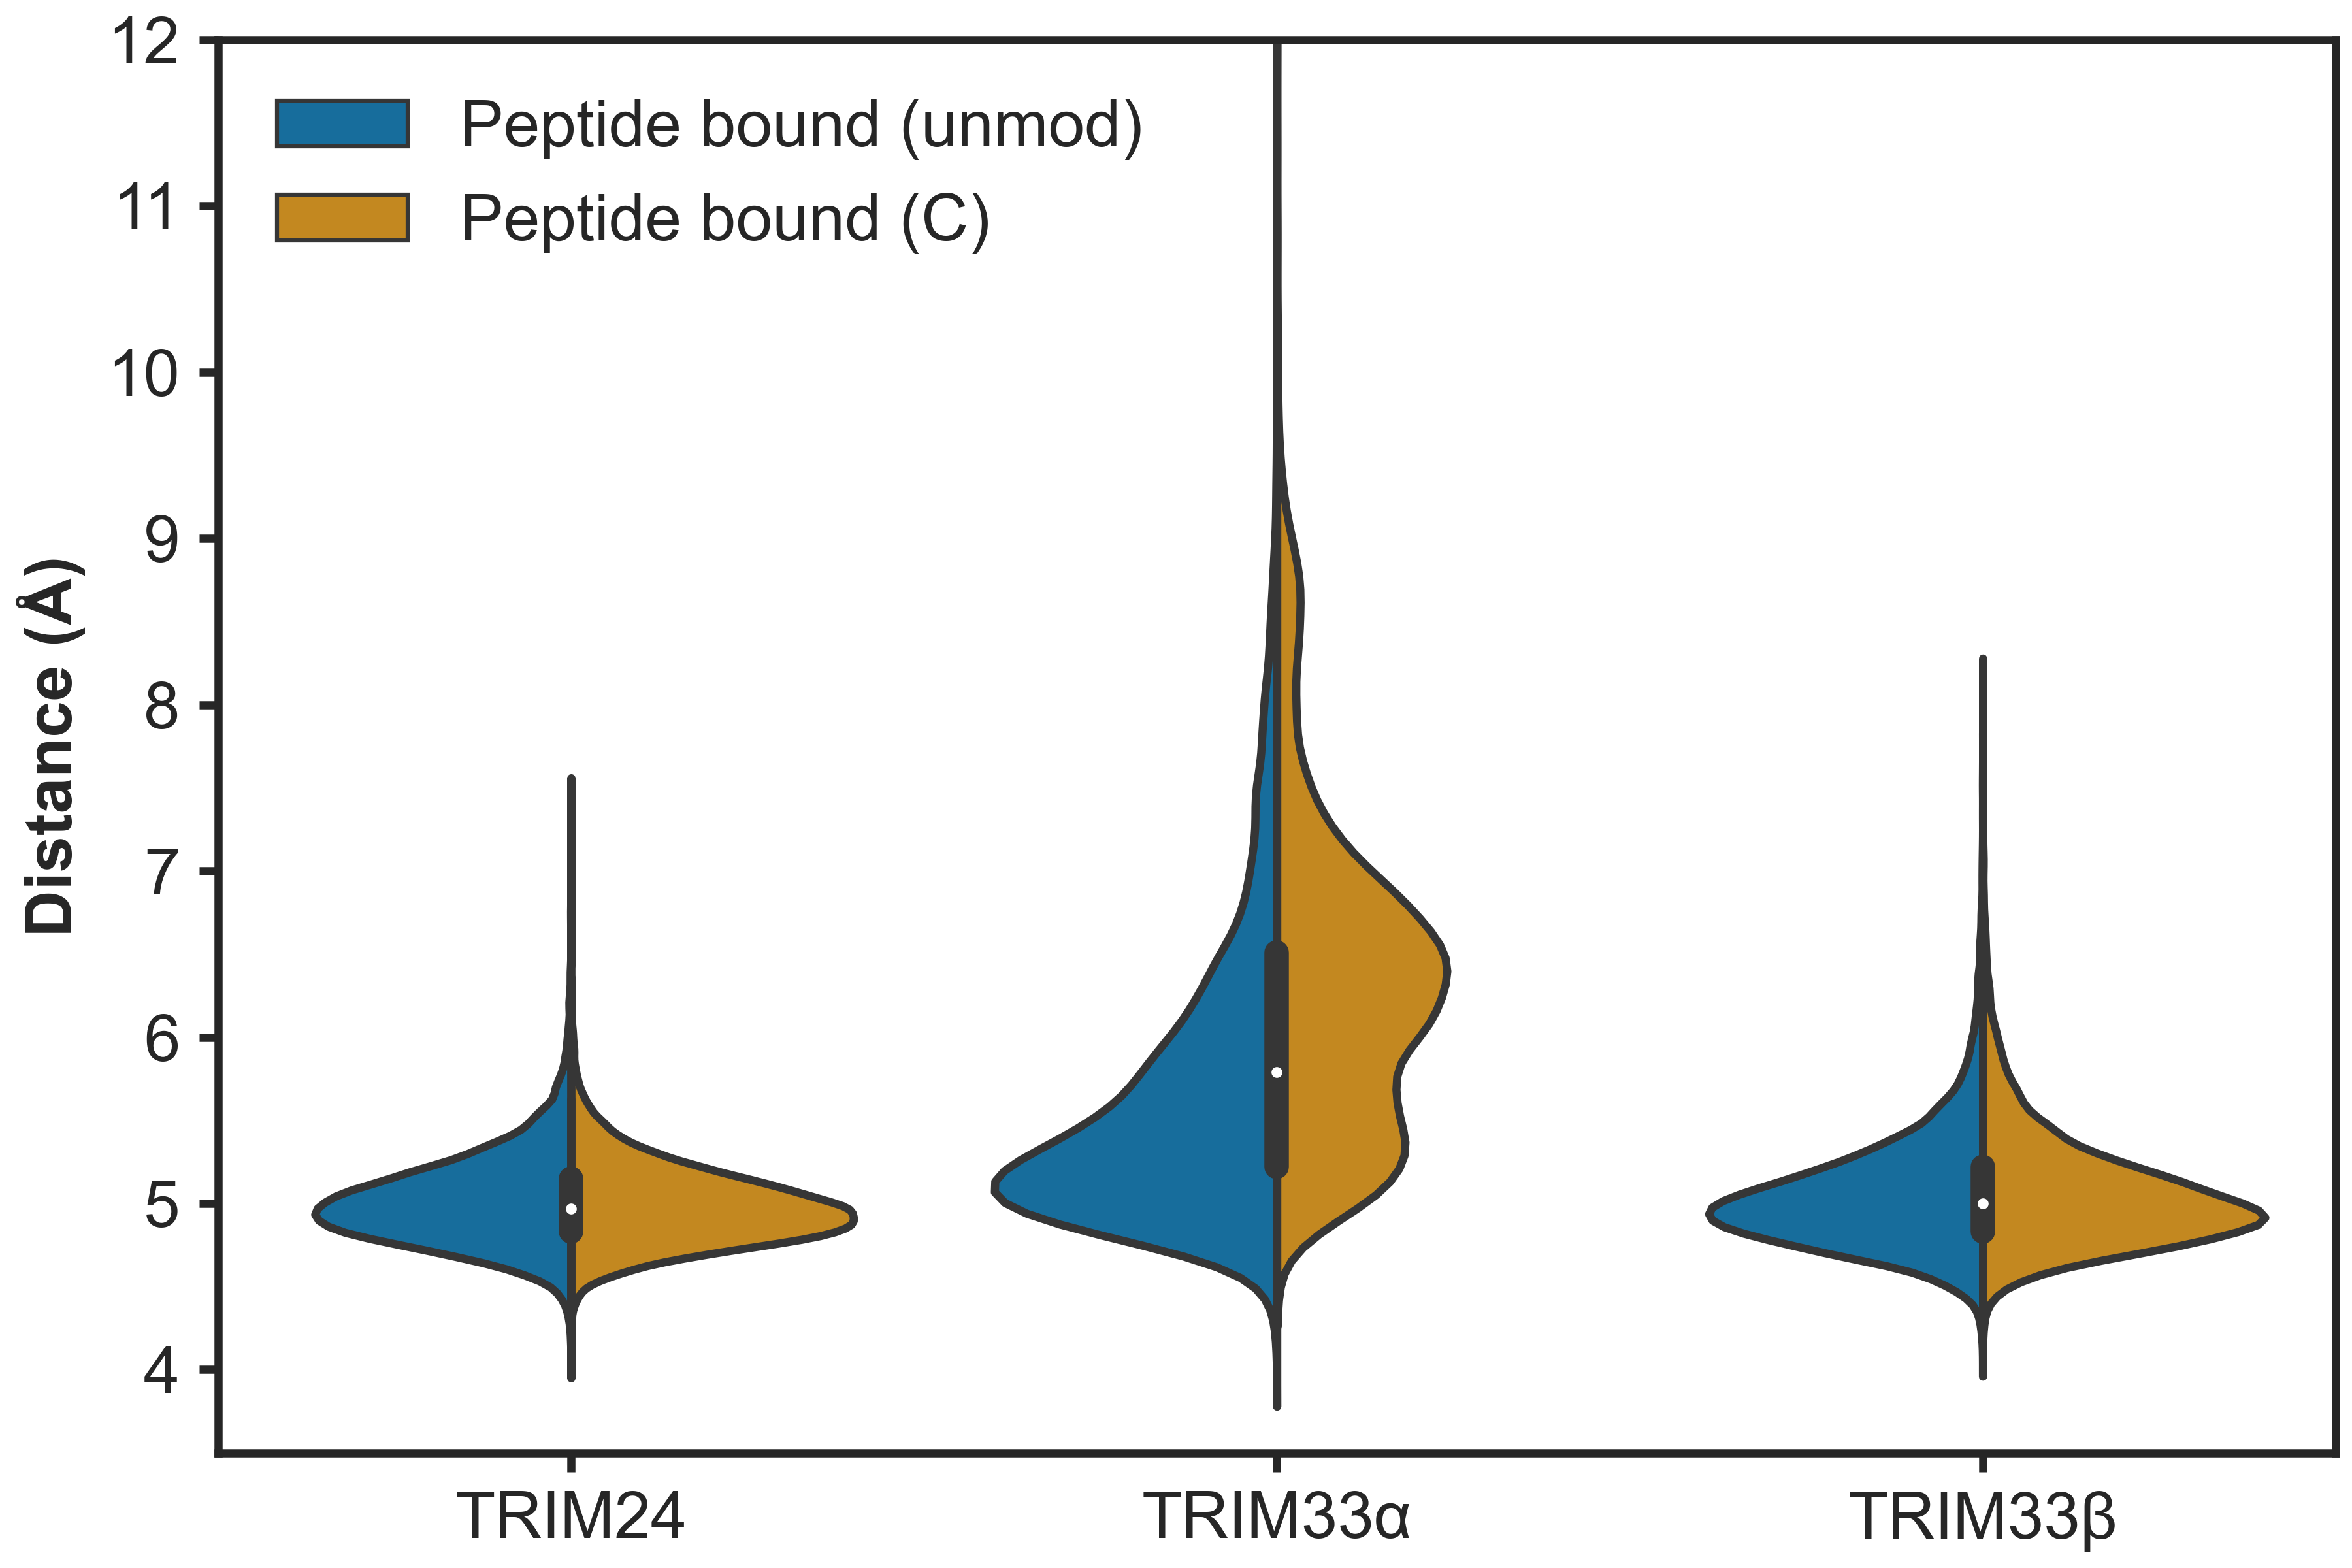 Peptide bound (unmod)
Peptide bound (C)
Distance (Å)
12
11
10
9
8
7
6
5
4
TRIM24
TRIM33α
TRIM33β